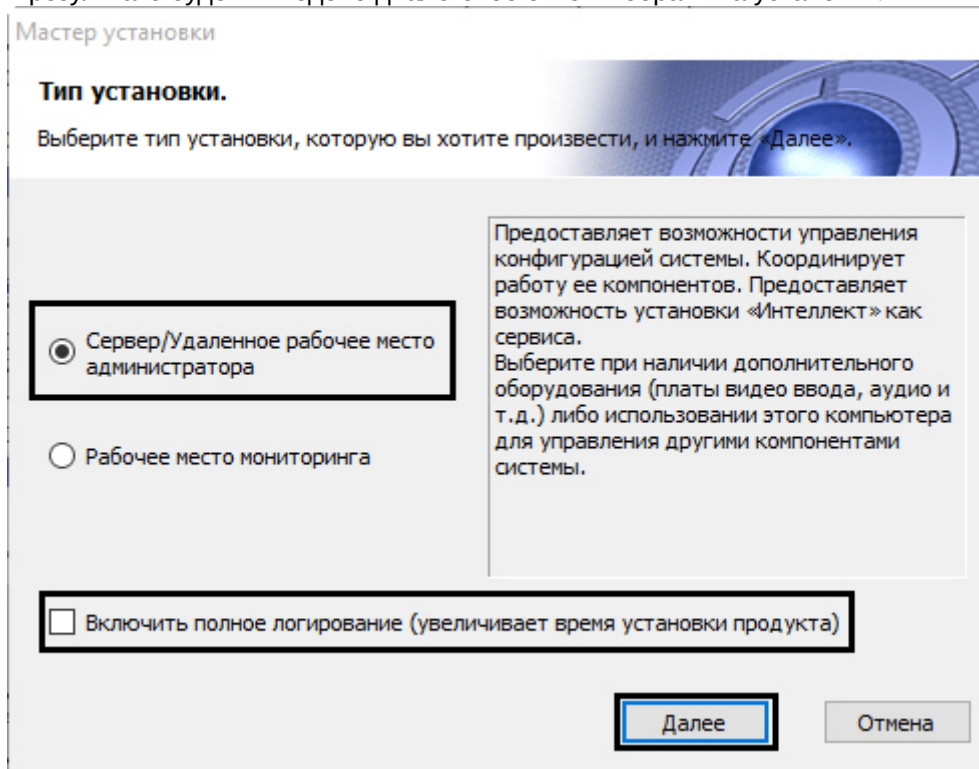 Мастер установки
Тип установки.
Выберите тип установки, которую вы хотите произвести, и нажмите «Далее».
Предоставляет возможности управления
конфигурацией системы. Координирует
работу ее компонентов. Предоставляет
возможность установки «Интеллект» как
сервиса.
Выберите при наличии дополнительного
оборудования (платы видео ввода, аудио и
т.д.) либо использовании этого компьютера
для управления другими компонентами
системы.
Сервер/Удаленное рабочее место
администратора
Рабочее место мониторинга
Включить полное логирование (увеличивает время установки продукта)
Далее
Отмена